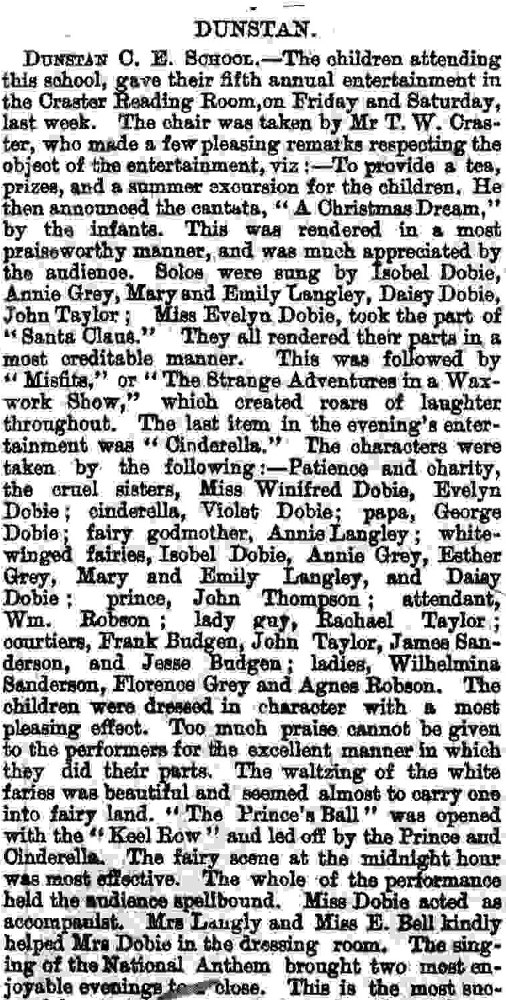 DUNSTAN.
DUNSTAN C. E. SCHOOL.—The children attending
this school, gave their fifth annual entertainment in
the Craster Reading Room,on Friday and Saturday,
last week. The chair was taken by Mr T. W. Cras-
ter, who made a few pleasing remarks respecting the
object of the entertainment, viz :—To provide a tea,
prizes, and a summer excursion for the children. He
then announced the cantata, "A Christmas Dream,"
by the infants. This was rendered in a most
praiseworthy manner, and was much appreciated by
the audience. Solos were sung by Isobel Dobie,
Annie Grey, Mary and Emily Langley, Daisy Dobie,
John Taylor ; Miss Evelyn Dobie, took the part of
"Santa Claus." They all rendered their parts in a
most creditable manner. This was followed by
"Misfits," or "The Strange Adventures in a Wax-
work Show," which created roars of laughter
throughout. The last item in the evening's enter-
tainment was "Cinderella." The characters were
taken by the following :—Patience and charity,
the cruel sisters, Miss Winifred Dobie, Evelyn
Dobie ; cinderella, Violet Dobie; papa, George
Dobie; fairy godmother, Annie Langley ; white-
winged fairies, Isobel Dobie, Annie Grey, Esther
Grey, Mary and Emily Langley, and Daisy
Dobie ; prince, John Thompson ; attendant,
Wm. Robson ; lady guy, Rachael Taylor ;
courtiers, Frank Budgen, John Taylor, James San-
derson, and Jesse Budgen ; ladies, Wilhelmina
Sanderson, Florence Grey and Agnes Robson. The
children were dressed in character with a most
pleasing effect. Too much praise cannot be given
to the performers for the excellent manner in which
they did their parts. The waltzing of the white
faries was beautiful and seemed almost to carry one
into fairy land. "The Prince's Ball" was opened
with the "Keel Row" and led off by the Prince and
Cinderella. The fairy scene at the midnight hour
was most effective. The whole of the performance
held the audience spellbound. Miss Dobie acted as
accompanist. Mrs Langly and Miss E. Bell kindly
helped Mrs Dobie in the dressing room. The sing-
ing of the National Anthem brought two most en-
joyable evenings to a close. This is the most suc-